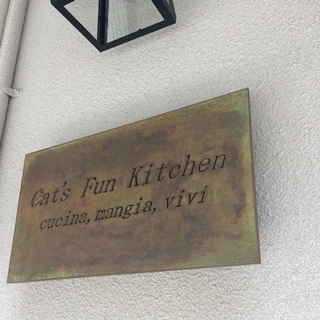 Cat's Fun Kitchen
cucina, mangia, vivi